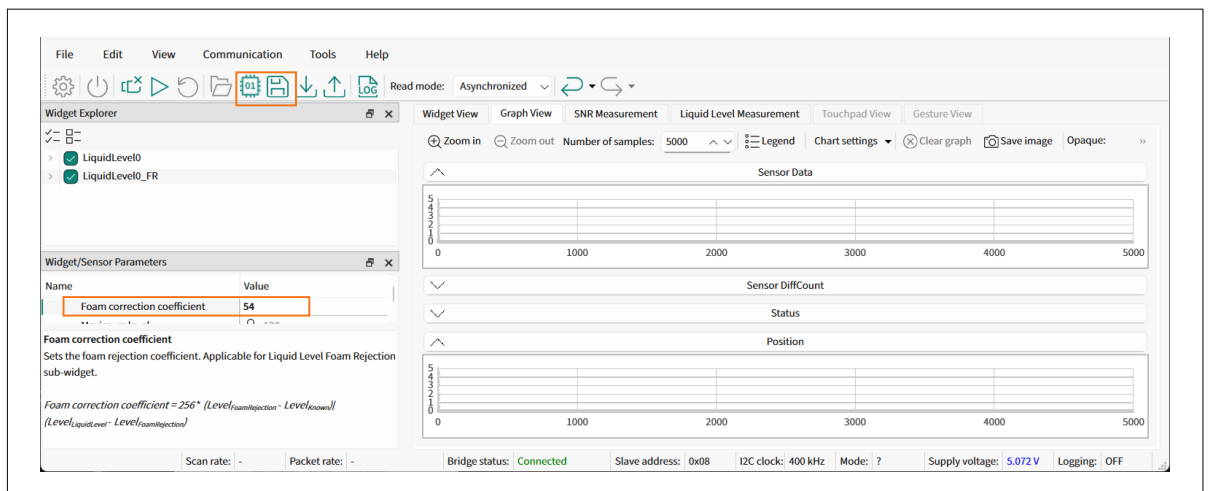 File Edit View Communication Tools Help
01 LOG Read mode: Asynchronized
Widget Explorer
LiquidLevel0
LiquidLevel0_FR
Widget/Sensor Parameters
Name Value
Foam correction coefficient 54
Foam correction coefficient
Sets the foam rejection coefficient. Applicable for Liquid Level Foam Rejection
sub-widget.
Foam correction coefficient = 256* (LevelFoamRejection - LevelKnown)/
(LevelLiquidLevel - LevelFoamRejection)
Widget View Graph View SNR Measurement Liquid Level Measurement Touchpad View Gesture View
Zoom in Zoom out Number of samples: 5000 Legend Chart settings Clear graph Save image Opaque: »
Sensor Data
5
4
3
2
1
0
0 1000 2000 3000 4000 5000
Sensor DiffCount
Status
Position
5
4
3
2
1
0
0 1000 2000 3000 4000 5000
Scan rate: - Packet rate: - Bridge status: Connected Slave address: 0x08 I2C clock: 400 kHz Mode: ? Supply voltage: 5.072 V Logging: OFF